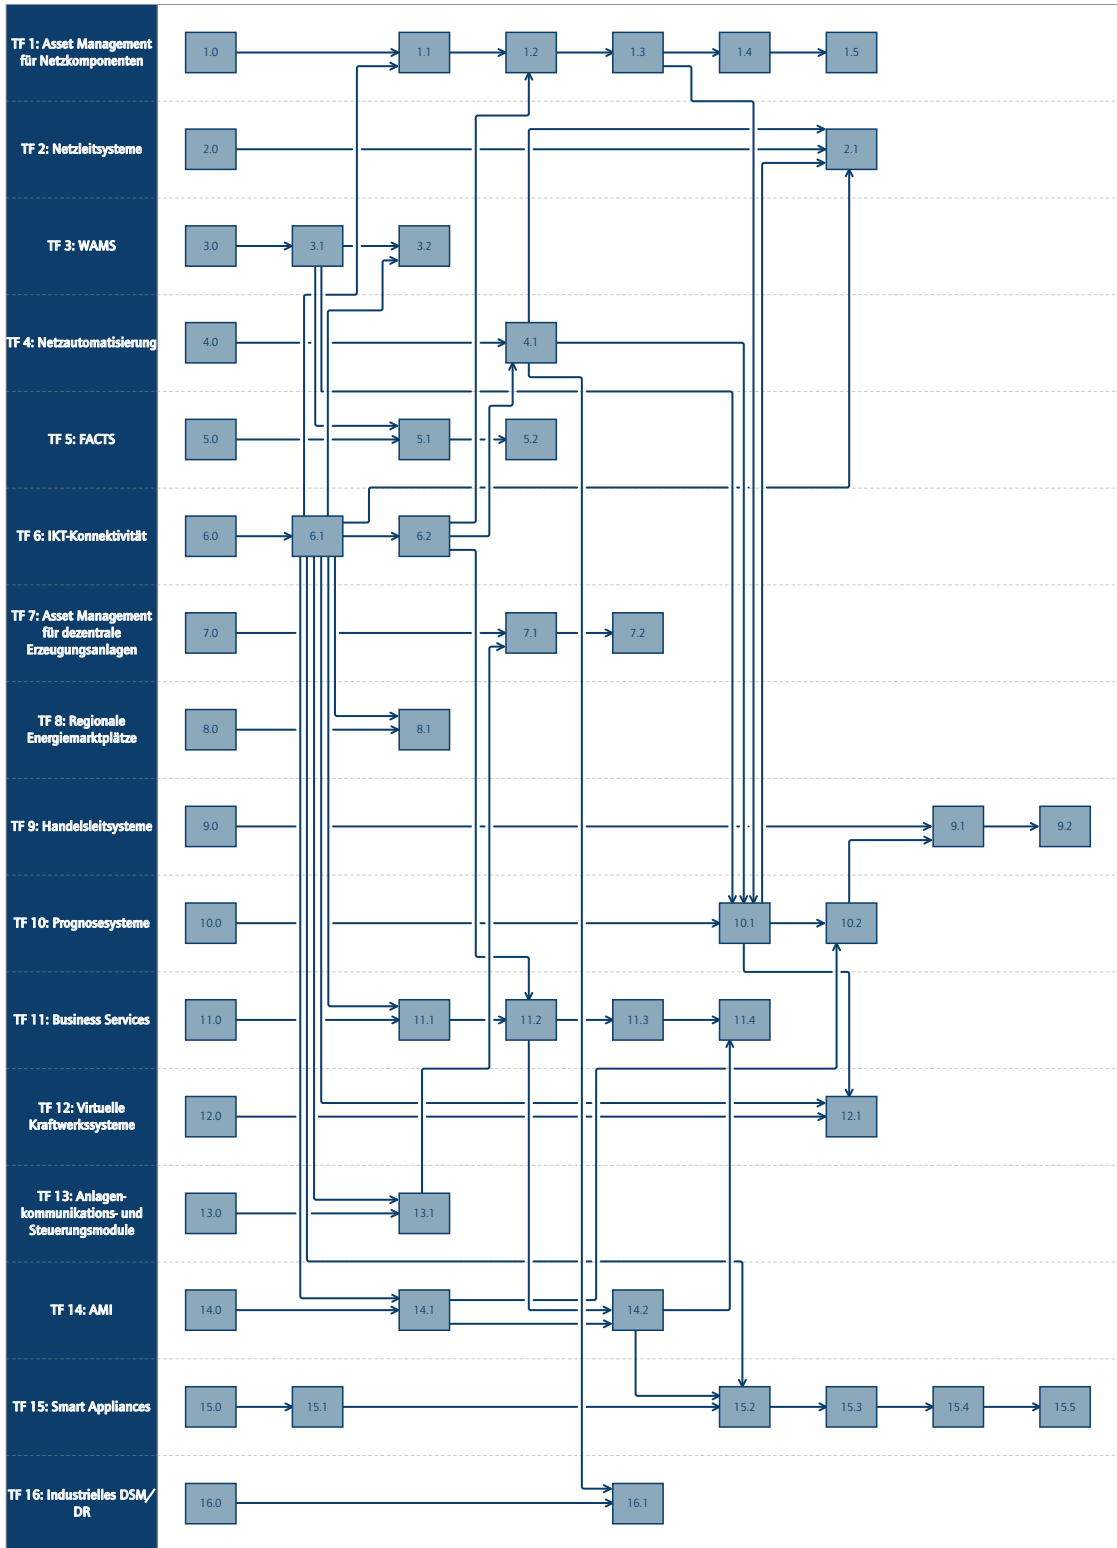 TF 1: Asset Management
für Netzkomponenten
1.0
1.1
1.2
1.3
1.4
1.5
TF 2: Netzleitsysteme
2.0
2.1
TF 3: WAMS
3.0
3.1
3.2
TF 4: Netzautomatisierung
4.0
4.1
TF 5: FACTS
5.0
5.1
5.2
TF 6: IKT-Konnektivität
6.0
6.1
6.2
TF 7: Asset Management
für dezentrale
Erzeugungsanlagen
7.0
7.1
7.2
TF 8: Regionale
Energiemarktplätze
8.0
8.1
TF 9: Handelsleitsysteme
9.0
9.1
9.2
TF 10: Prognosesysteme
10.0
10.1
10.2
TF 11: Business Services
11.0
11.1
11.2
11.3
11.4
TF 12: Virtuelle
Kraftwerkssysteme
12.0
12.1
TF 13: Anlagen-
kommunikations- und
Steuerungsmodule
13.0
13.1
TF 14: AMI
14.0
14.1
14.2
TF 15: Smart Appliances
15.0
15.1
15.2
15.3
15.4
15.5
TF 16: Industrielles DSM/
DR
16.0
16.1